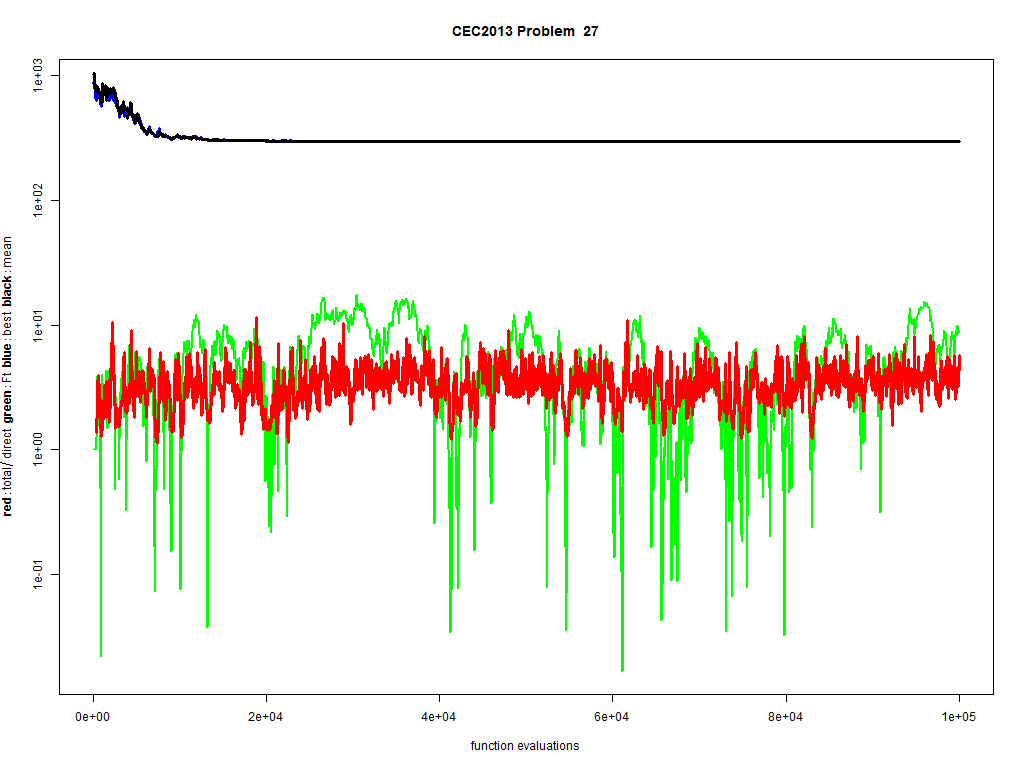 CEC2013 Problem  27
red : total/ direct green : Ft blue : best black : mean
1e+03
1e+02
1e+01
1e+00
1e-01
0e+00 2e+04 4e+04 6e+04 8e+04 1e+05
function evaluations